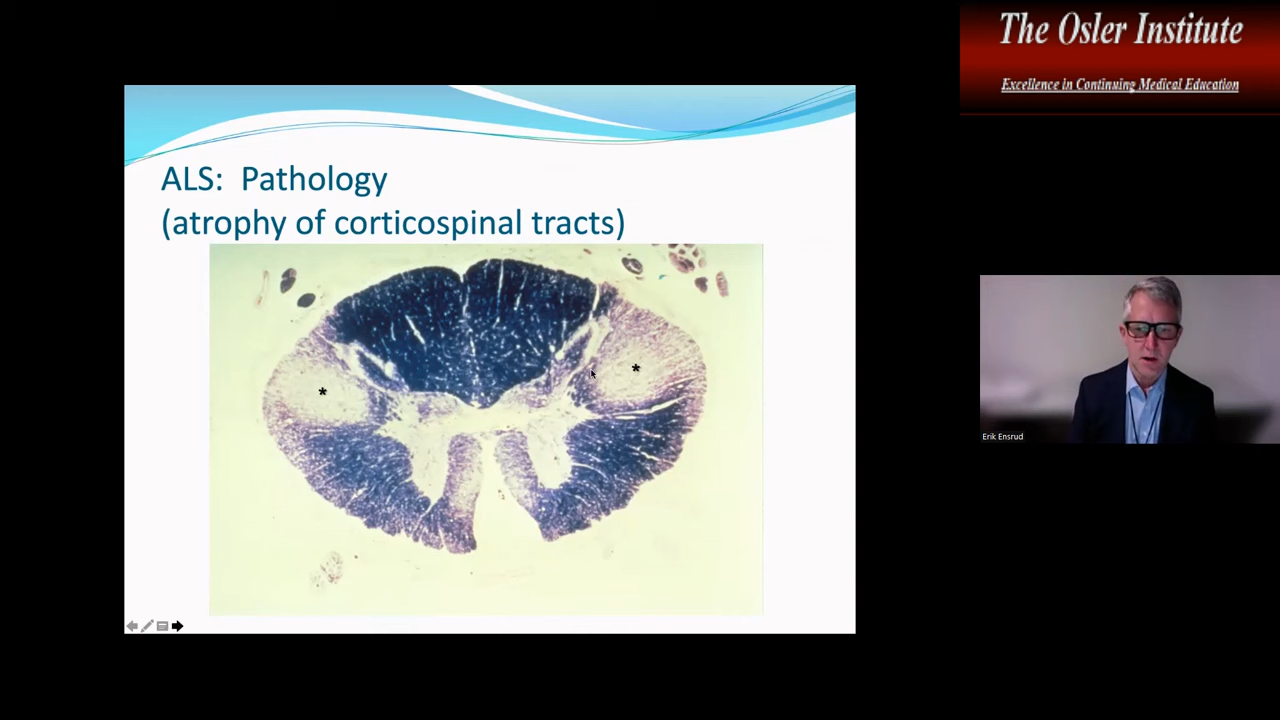 The Osler Institute
Excellence in Continuing Medical Education
ALS: Pathology
(atrophy of corticospinal tracts)
*
*
Erik Ensrud